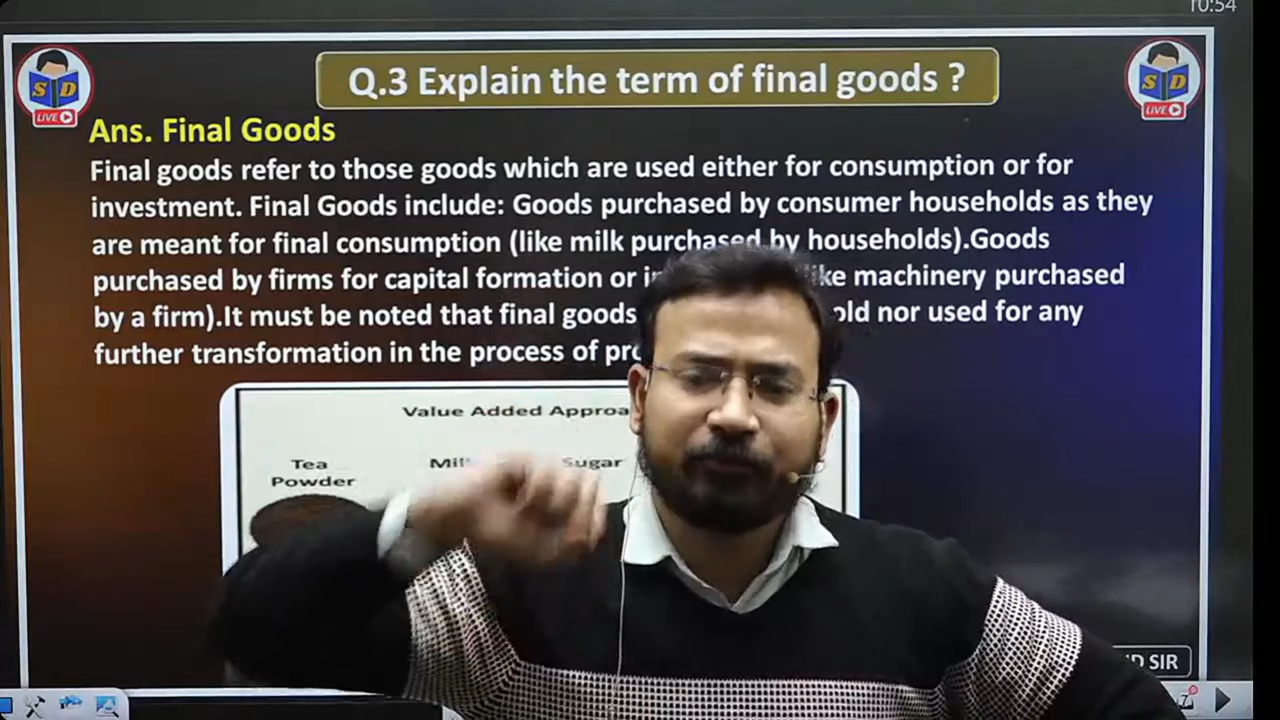 10:54
Q.3 Explain the term of final goods ?
S D
LIVE
S D
LIVE
Ans. Final Goods
Final goods refer to those goods which are used either for consumption or for
investment. Final Goods include: Goods purchased by consumer households as they
are meant for final consumption (like milk purchased by households).Goods
purchased by firms for capital formation or machinery purchased
by a firm).It must be noted that final goods nor used for any
further transformation in the process of
Value Added
Tea
Powder
Sugar
SIR